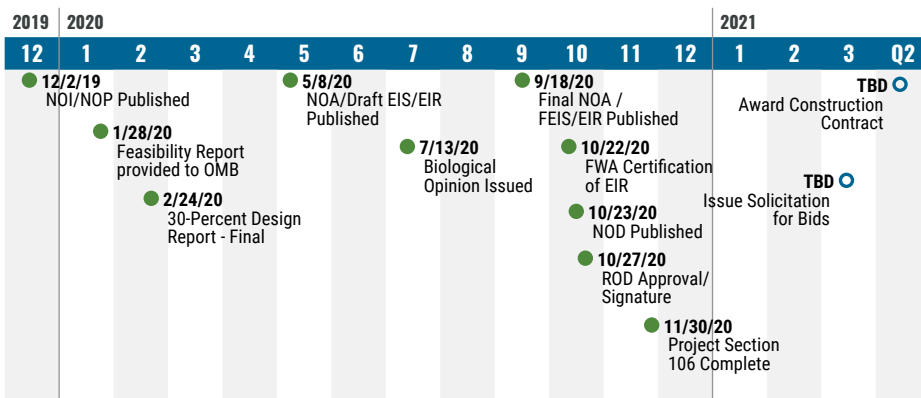 2019 2020 2021
12 1 2 3 4 5 6 7 8 9 10 11 12 1 2 3 Q2
12/2/19
NOI/NOP Published
1/28/20
Feasibility Report
provided to OMB
2/24/20
30-Percent Design
Report - Final
5/8/20
NOA/Draft EIS/EIR
Published
7/13/20
Biological
Opinion Issued
9/18/20
Final NOA /
FEIS/EIR Published
10/22/20
FWA Certification
of EIR
10/23/20
NOD Published
10/27/20
ROD Approval/
Signature
11/30/20
Project Section
106 Complete
TBD
Award Construction
Contract
TBD
Issue Solicitation
for Bids